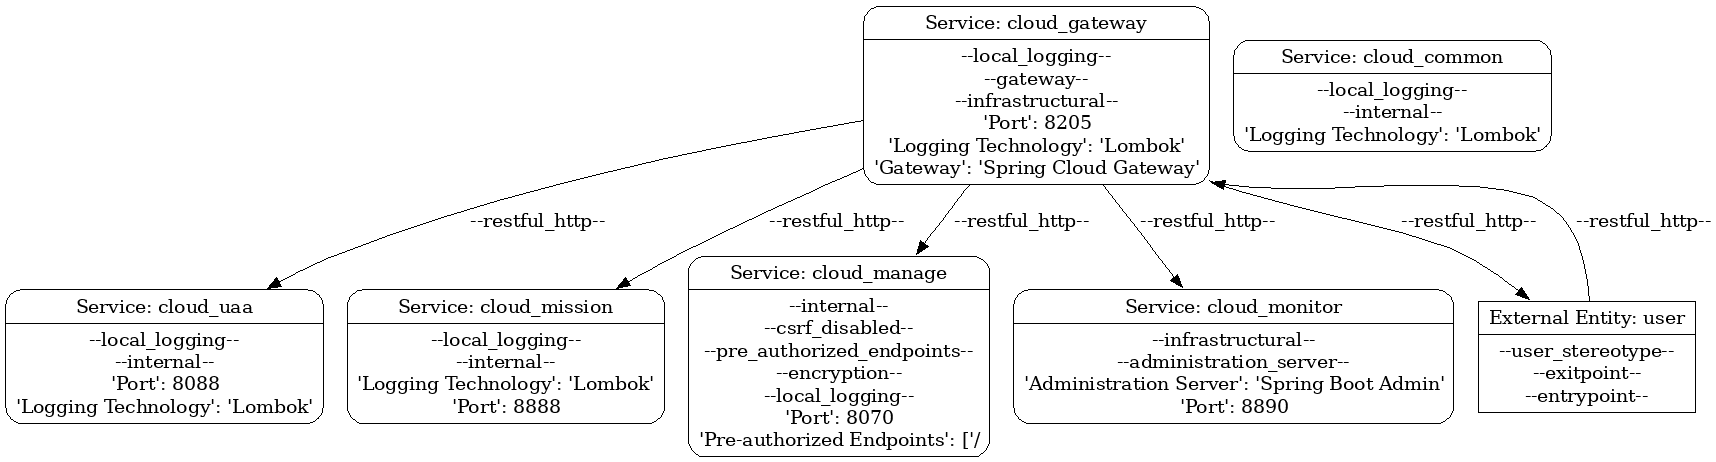 Service: cloud_gateway
--local_logging--
--gateway--
--infrastructural--
'Port': 8205
'Logging Technology': 'Lombok'
'Gateway': 'Spring Cloud Gateway'
Service: cloud_common
--local_logging--
--internal--
'Logging Technology': 'Lombok'
--restful_http--
--restful_http--
--restful_http--
--restful_http--
--restful_http--
--restful_http--
Service: cloud_uaa
--local_logging--
--internal--
'Port': 8088
'Logging Technology': 'Lombok'
Service: cloud_mission
--local_logging--
--internal--
'Logging Technology': 'Lombok'
'Port': 8888
Service: cloud_manage
--internal--
--csrf_disabled--
--pre_authorized_endpoints--
--encryption--
--local_logging--
'Port': 8070
'Pre-authorized Endpoints': ['/
Service: cloud_monitor
--infrastructural--
--administration_server--
'Administration Server': 'Spring Boot Admin'
'Port': 8890
External Entity: user
--user_stereotype--
--exitpoint--
--entrypoint--